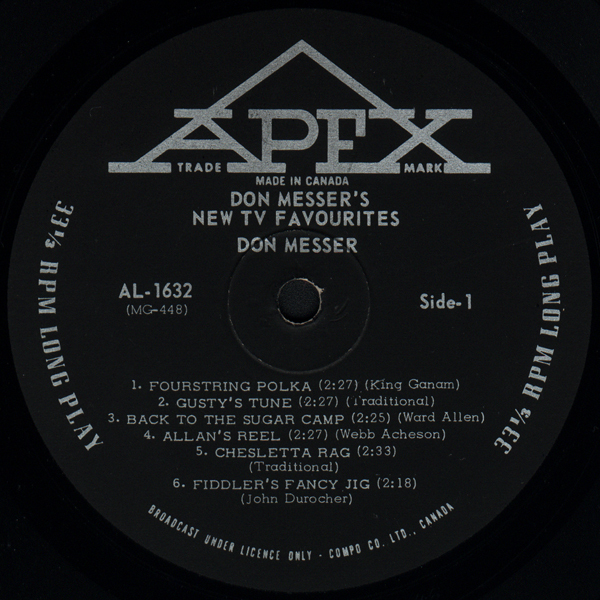 APEX
TRADE MARK
MADE IN CANADA
DON MESSER'S
NEW TV FAVOURITES
DON MESSER
33⅓ RPM LONG PLAY
AL-1632
(MG-448)
Side-1
33⅓ RPM LONG PLAY
1. FOURSTRING POLKA (2:27) (King Ganam)
2. GUSTY'S TUNE (2:27) (Traditional)
3. BACK TO THE SUGAR CAMP (2:25) (Ward Allen)
4. ALLAN'S REEL (2:27) (Webb Acheson)
5. CHESLETTA RAG (2:33)
(Traditional)
6. FIDDLER'S FANCY JIG (2:18)
(John Durocher)
BROADCAST UNDER LICENCE ONLY - COMPO CO. LTD., CANADA